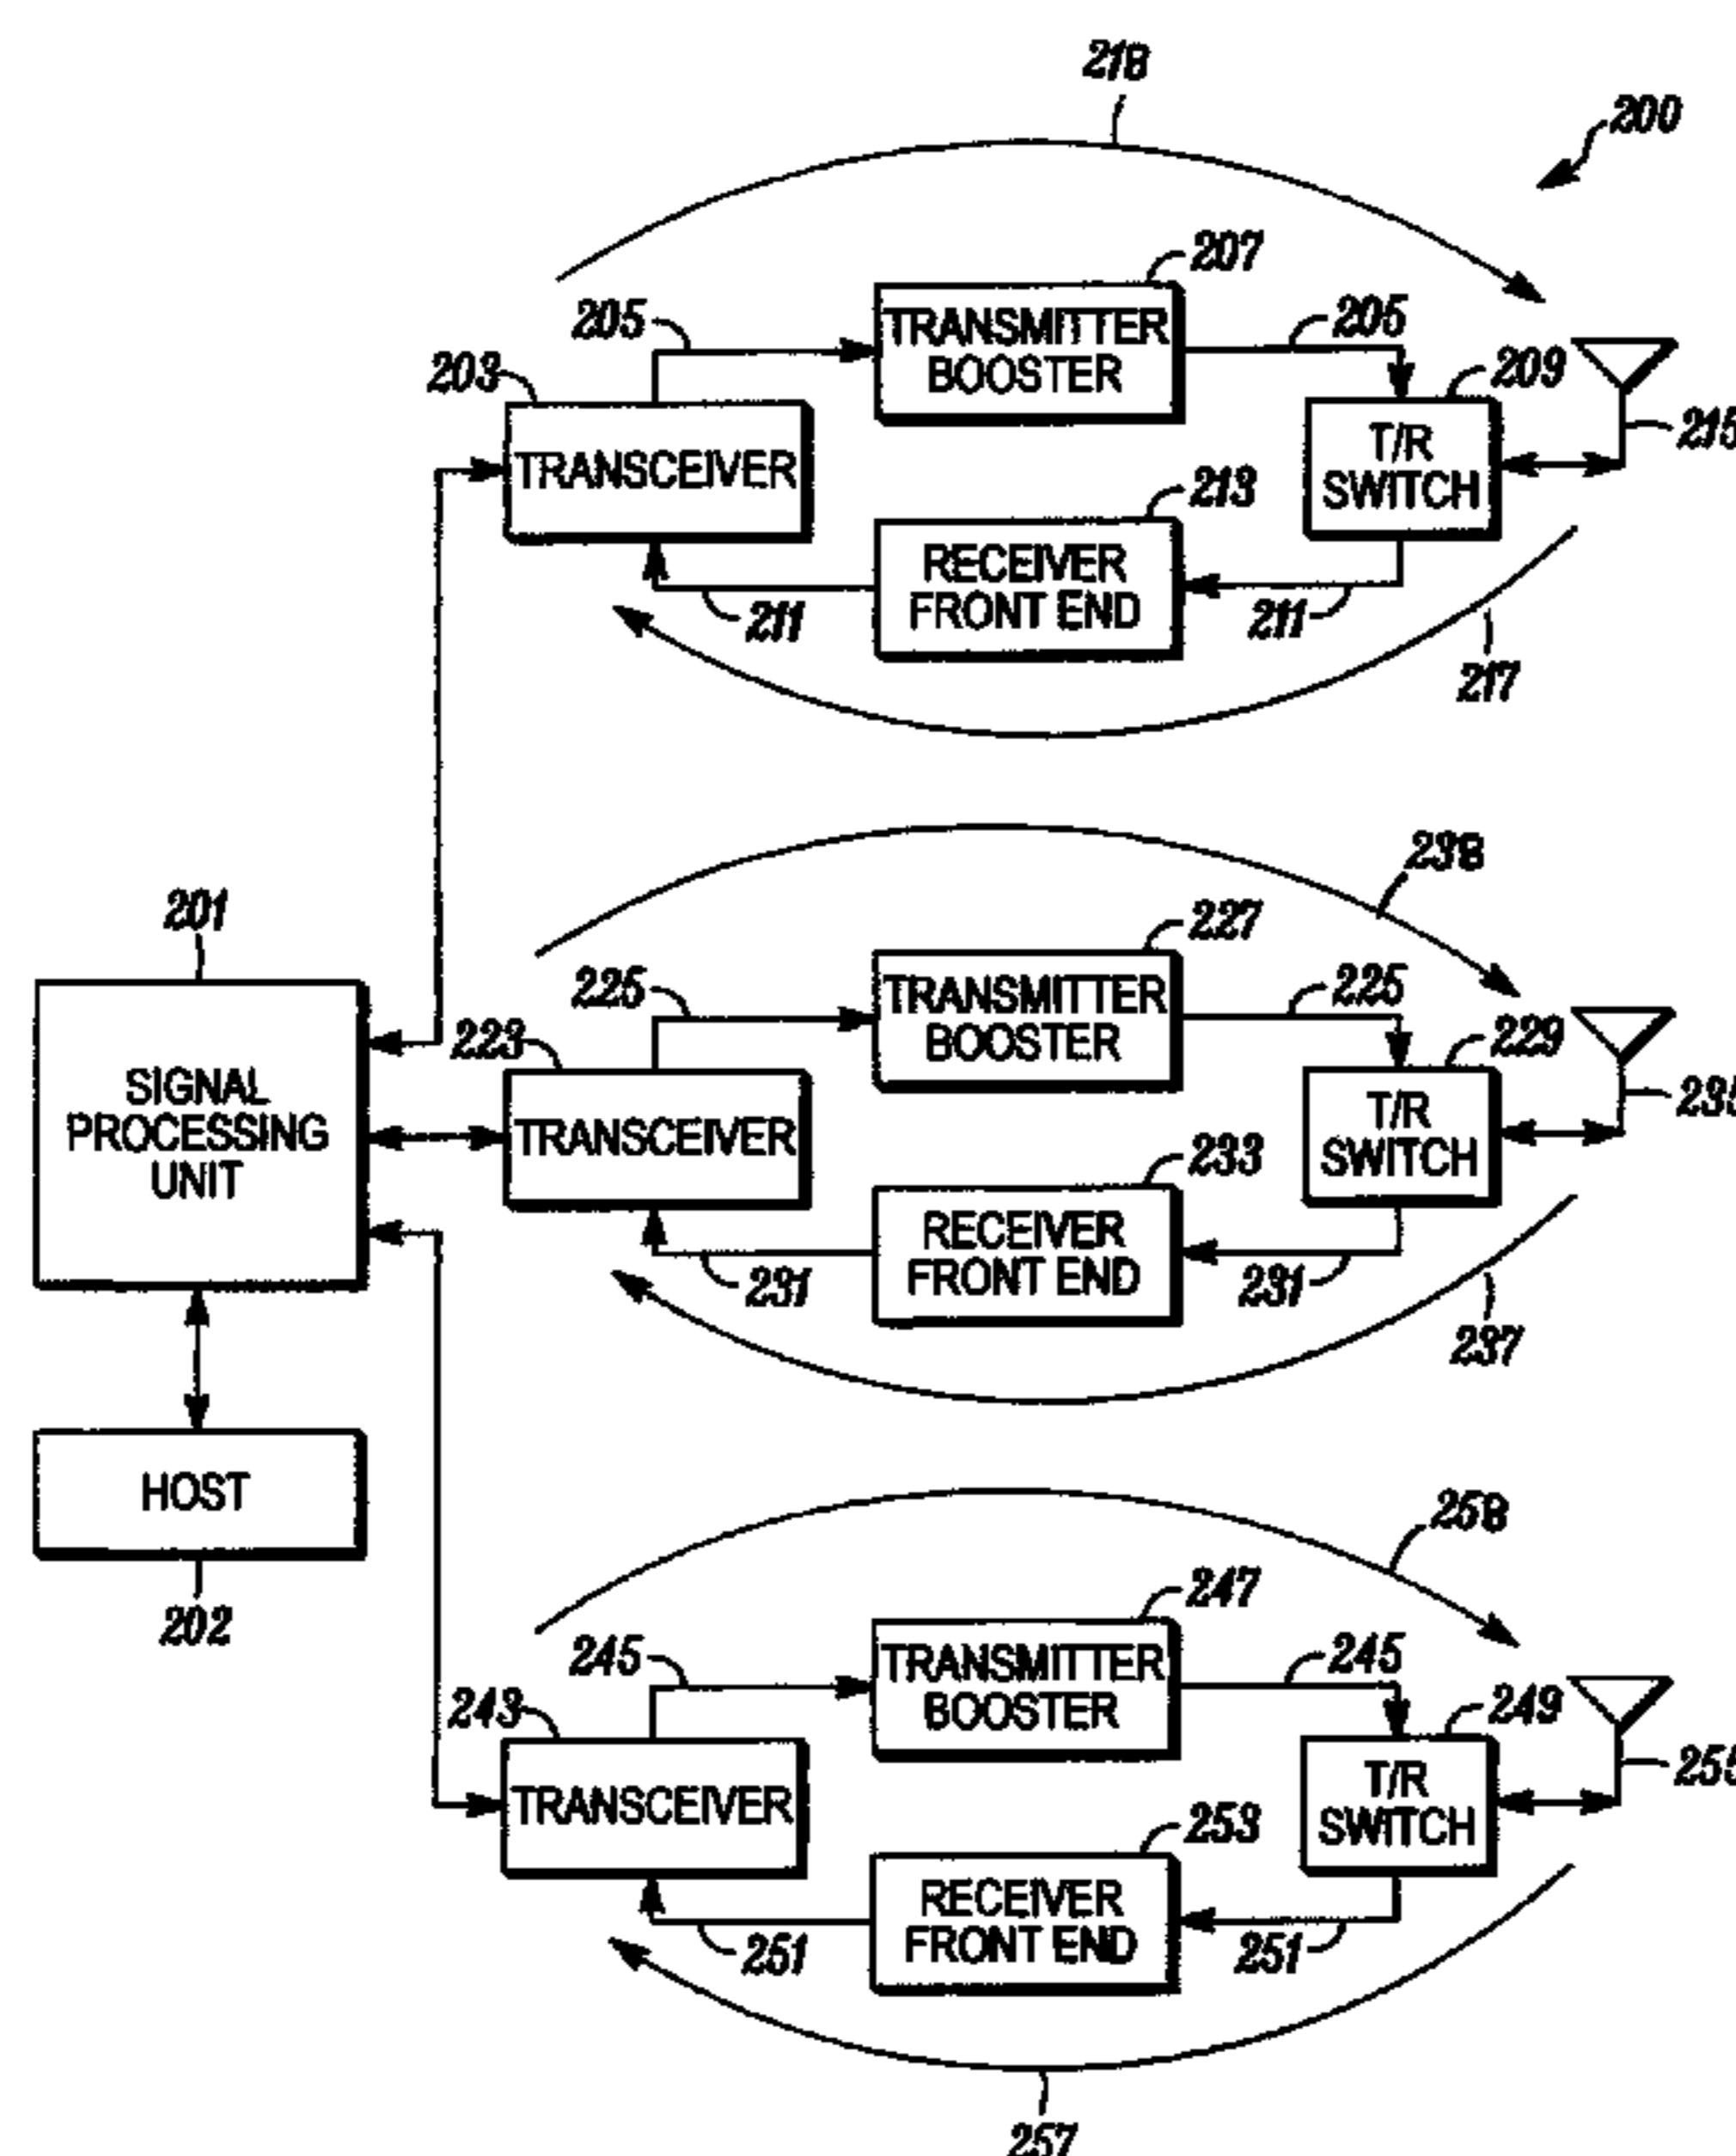 218
200
207
205
TRANSMITTER
BOOSTER
205
203
209
TRANSCEIVER
T/R
SWITCH
215
213
RECEIVER
FRONT END
211
211
217
238
201
227
225
TRANSMITTER
BOOSTER
225
223
229
SIGNAL
PROCESSING
UNIT
TRANSCEIVER
T/R
SWITCH
235
233
RECEIVER
FRONT END
231
231
237
HOST
202
258
247
245
TRANSMITTER
BOOSTER
245
243
249
TRANSCEIVER
T/R
SWITCH
255
253
RECEIVER
FRONT END
251
251
257